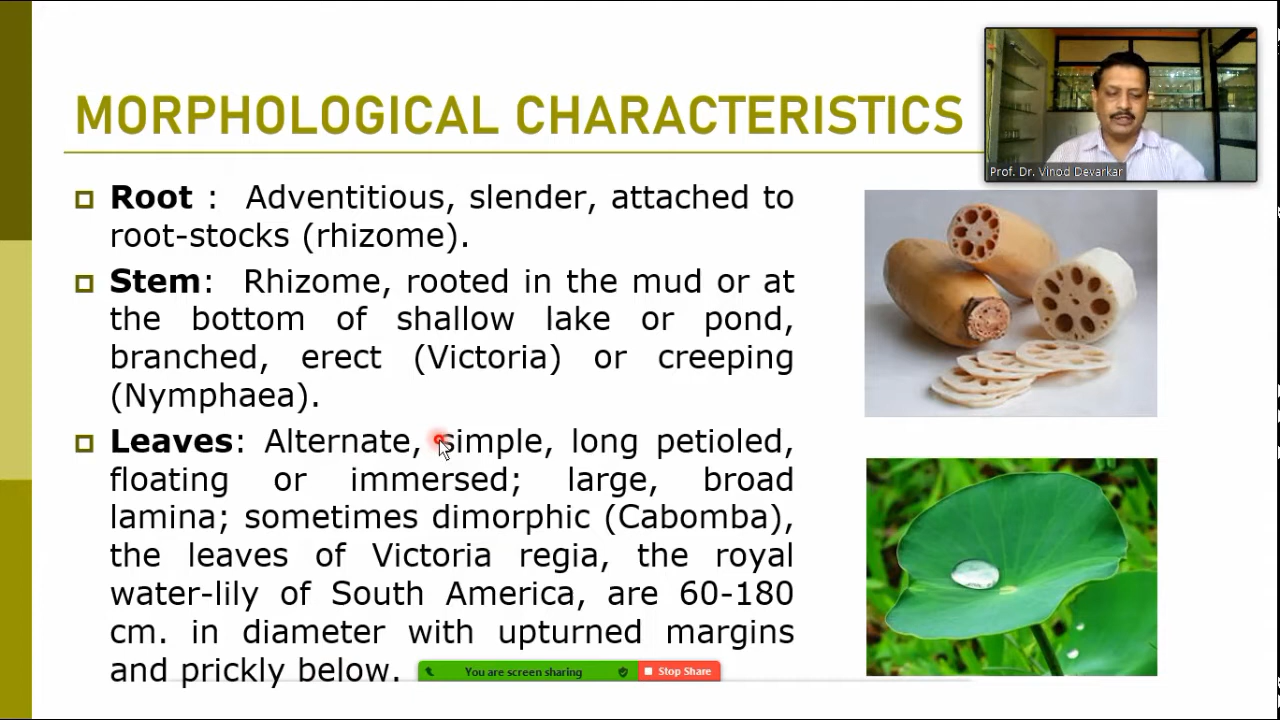 MORPHOLOGICAL CHARACTERISTICS
Prof. Dr. Vinod Devarkar
Root : Adventitious, slender, attached to
root-stocks (rhizome).
Stem: Rhizome, rooted in the mud or at
the bottom of shallow lake or pond,
branched, erect (Victoria) or creeping
(Nymphaea).
Leaves: Alternate, simple, long petioled,
floating or immersed; large, broad
lamina; sometimes dimorphic (Cabomba),
the leaves of Victoria regia, the royal
water-lily of South America, are 60-180
cm. in diameter with upturned margins
and prickly below.
You are screen sharing Stop Share